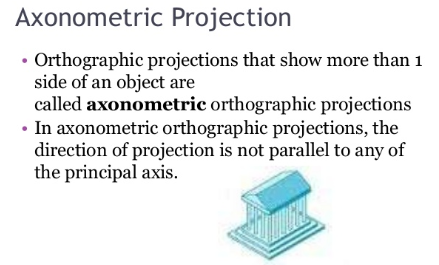 Axonometric Projection
• Orthographic projections that show more than 1
side of an object are
called axonometric orthographic projections
• In axonometric orthographic projections, the
direction of projection is not parallel to any of
the principal axis.